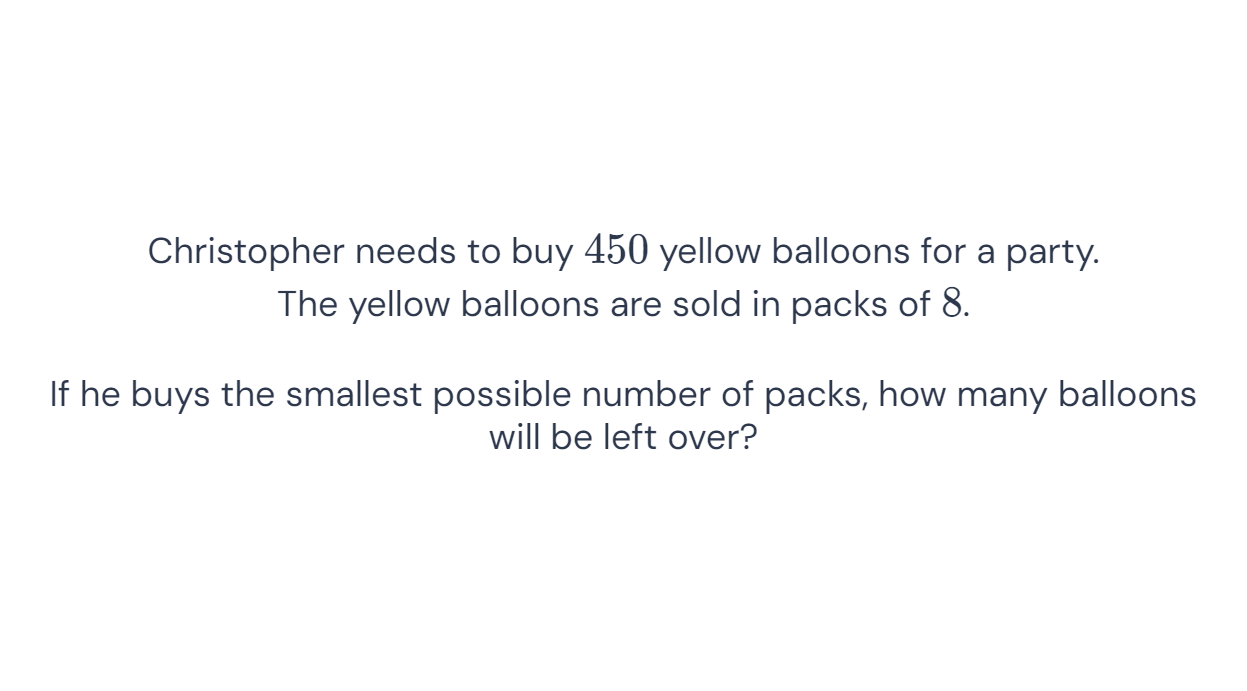 Christopher needs to buy 450 yellow balloons for a party.
The yellow balloons are sold in packs of 8.
If he buys the smallest possible number of packs, how many balloons
will be left over?